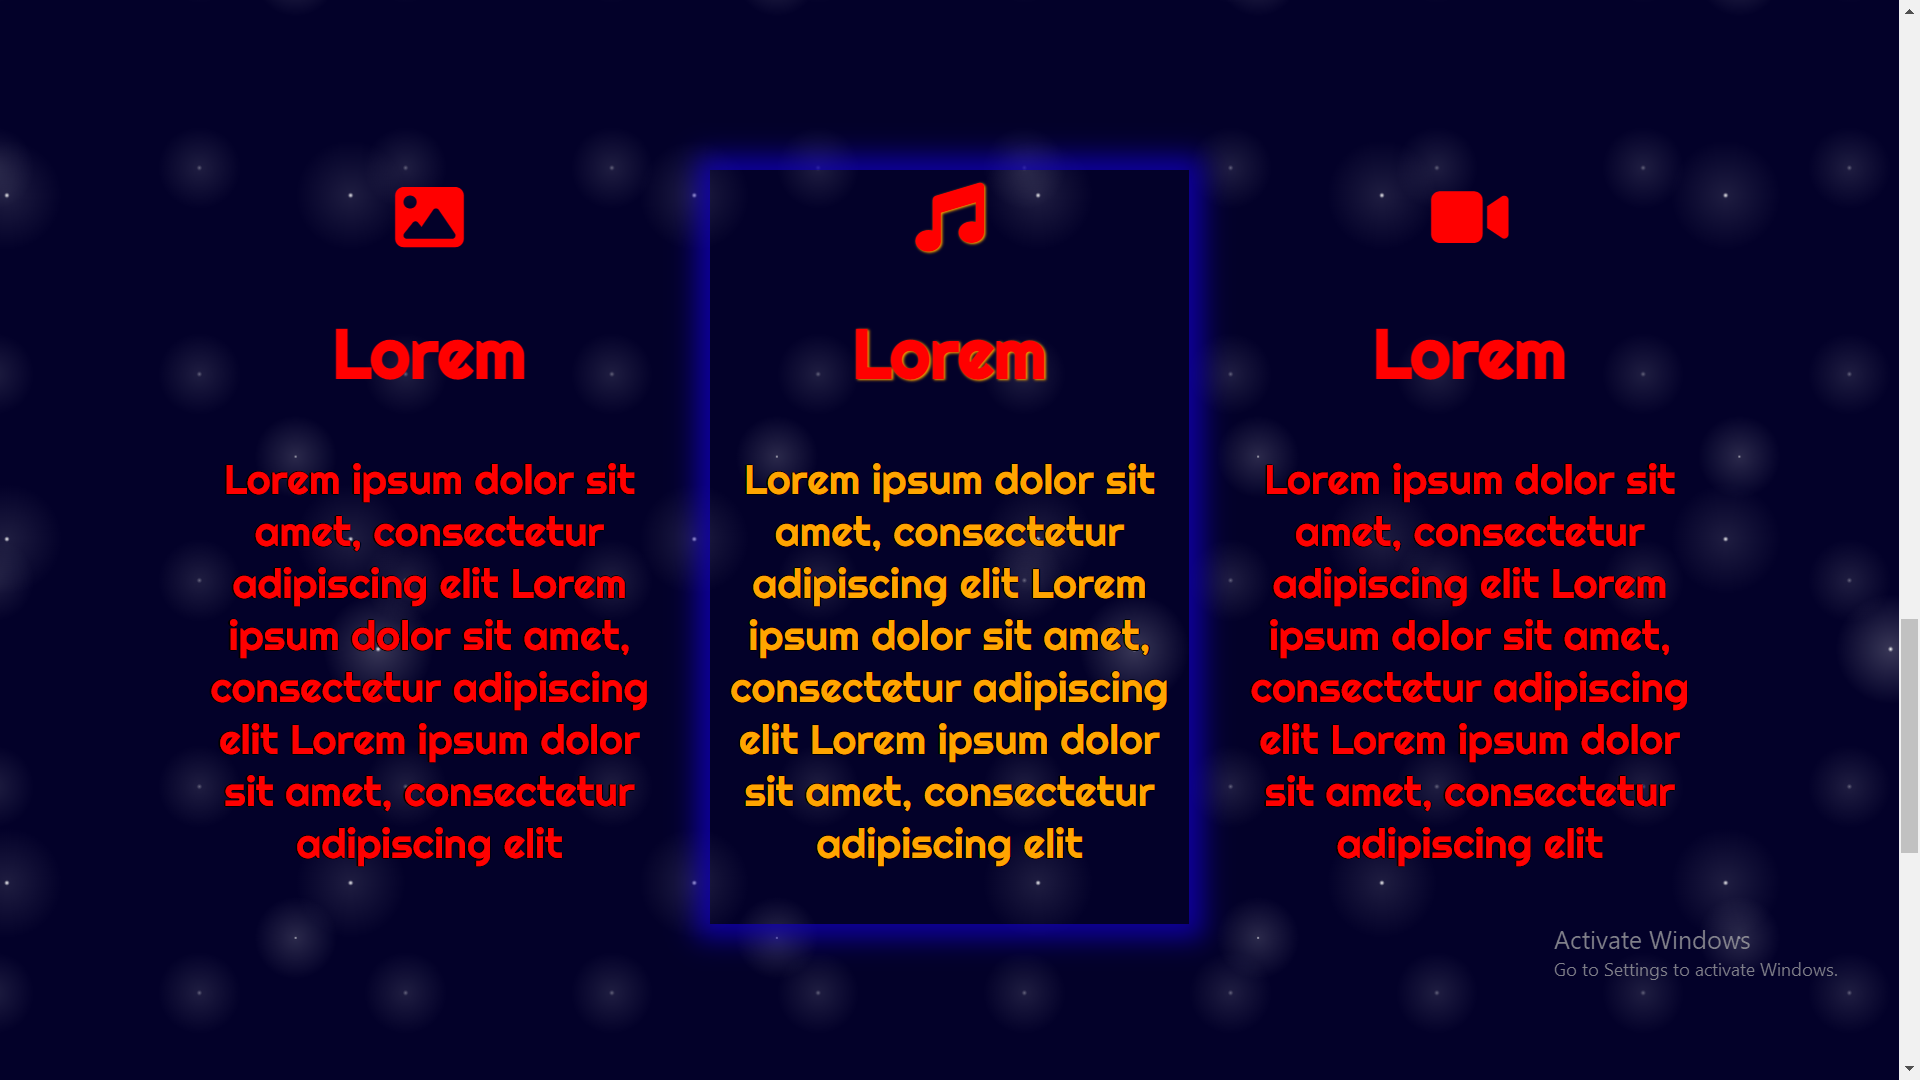 Lorem
Lorem ipsum dolor sit
amet, consectetur
adipiscing elit Lorem
ipsum dolor sit amet,
consectetur adipiscing
elit Lorem ipsum dolor
sit amet, consectetur
adipiscing elit
Lorem
Lorem ipsum dolor sit
amet, consectetur
adipiscing elit Lorem
ipsum dolor sit amet,
consectetur adipiscing
elit Lorem ipsum dolor
sit amet, consectetur
adipiscing elit
Lorem
Lorem ipsum dolor sit
amet, consectetur
adipiscing elit Lorem
ipsum dolor sit amet,
consectetur adipiscing
elit Lorem ipsum dolor
sit amet, consectetur
adipiscing elit
Activate Windows
Go to Settings to activate Windows.